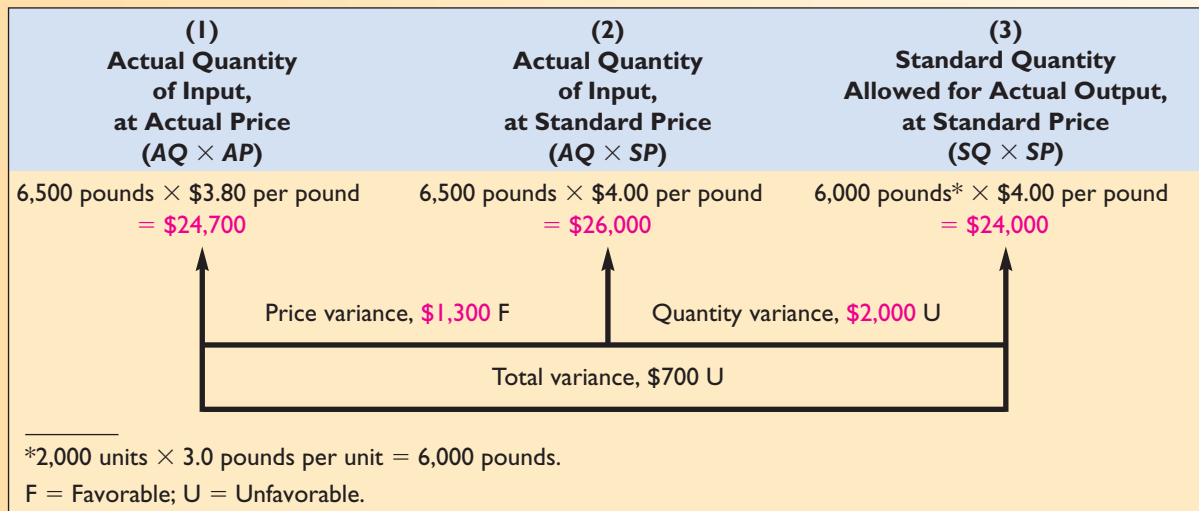 (1)
Actual Quantity
of Input,
at Actual Price
(AQ × AP)
(2)
Actual Quantity
of Input,
at Standard Price
(AQ × SP)
(3)
Standard Quantity
Allowed for Actual Output,
at Standard Price
(SQ × SP)
6,500 pounds × $3.80 per pound
= $24,700
6,500 pounds × $4.00 per pound
= $26,000
6,000 pounds* × $4.00 per pound
= $24,000
Price variance, $1,300 F
Quantity variance, $2,000 U
Total variance, $700 U
*2,000 units × 3.0 pounds per unit = 6,000 pounds.
F = Favorable; U = Unfavorable.